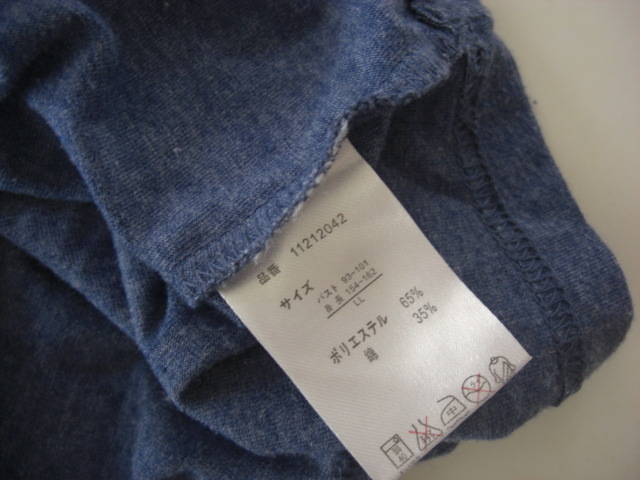 品番 11212042
サイズ バスト 93-101
身長 154-162
LL
ポリエステル 65%
綿 35%
中